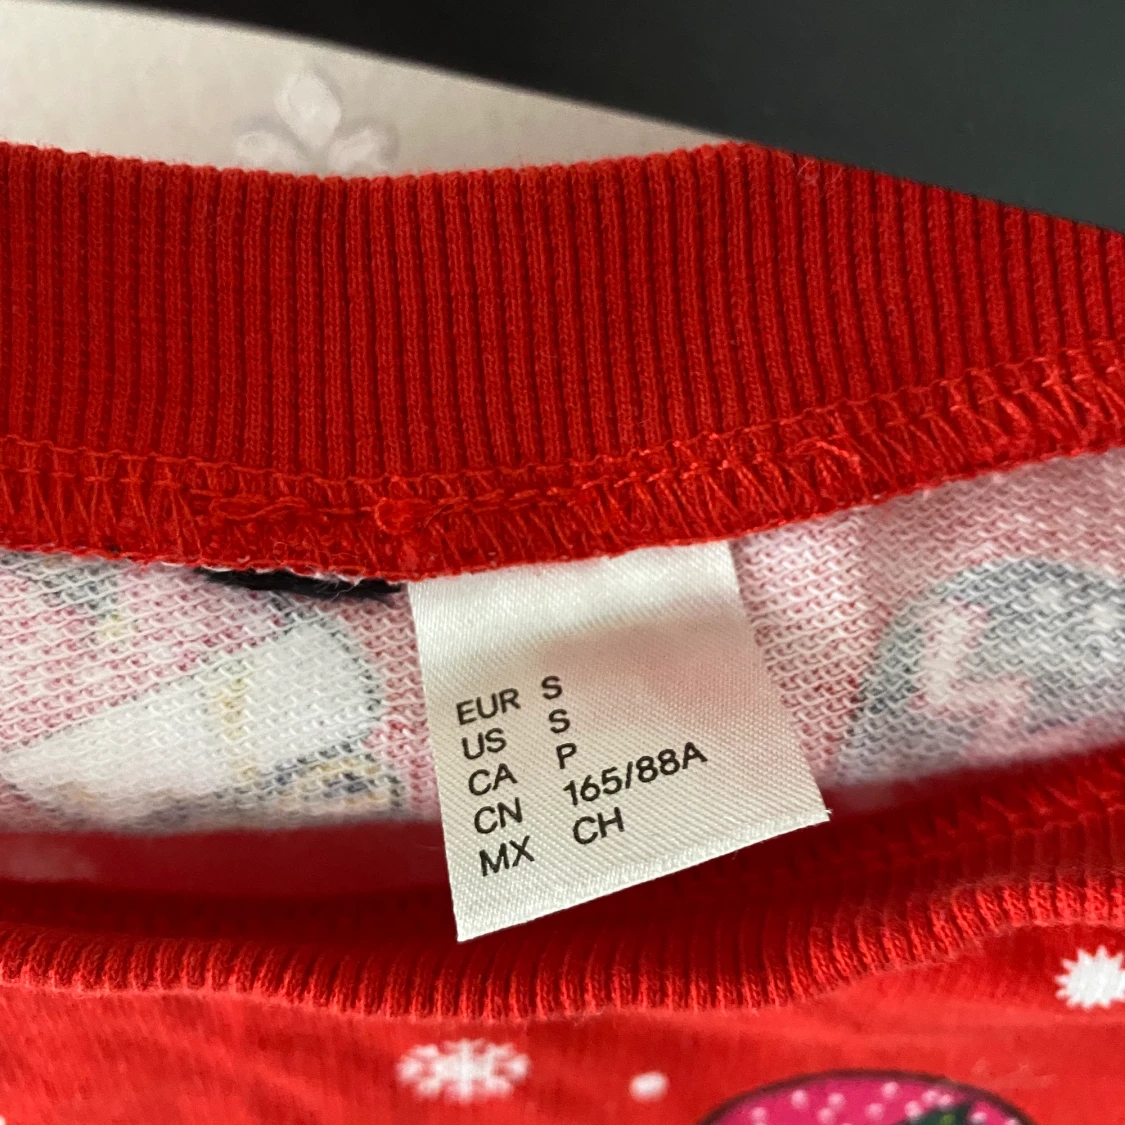 EUR S
US S
CA P
CN 165/88A
MX CH